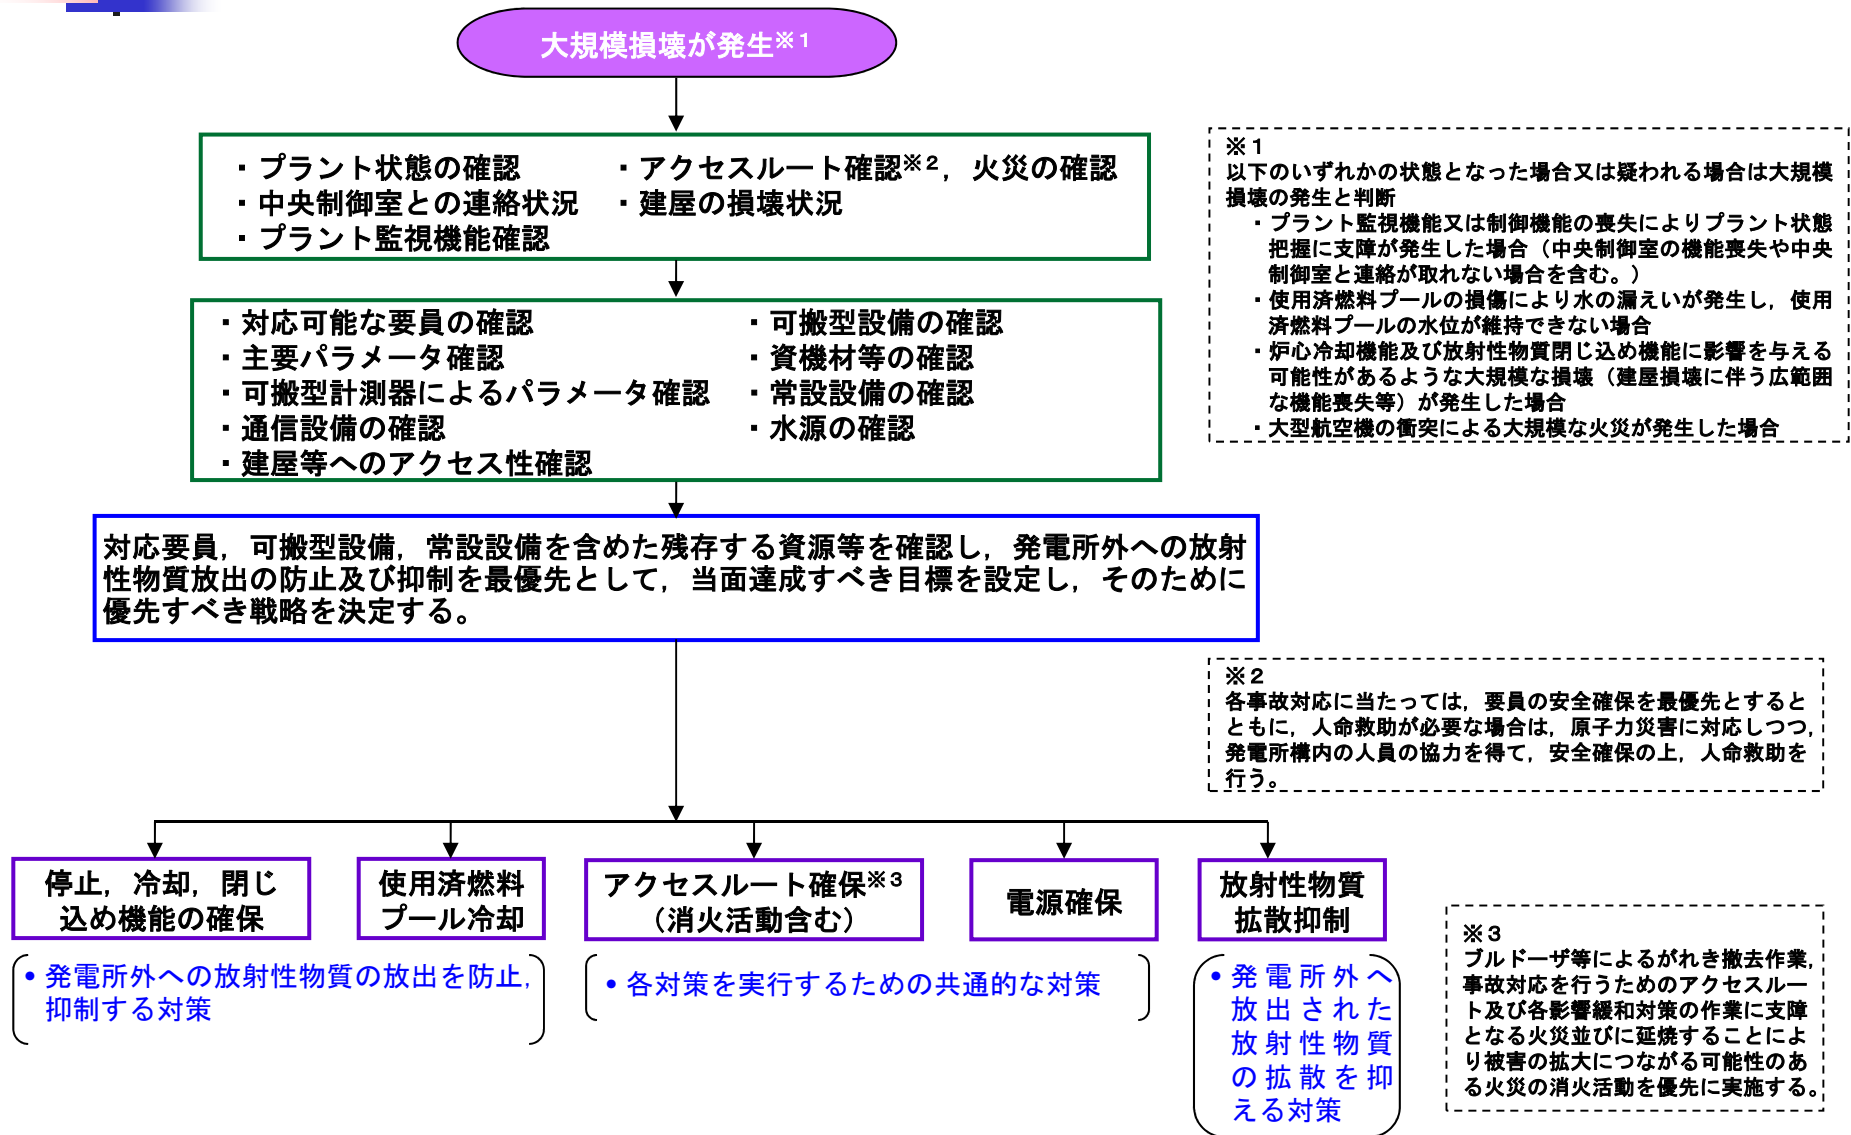 大規模損壊が発生※1
・プラント状態の確認
・中央制御室との連絡状況
・プラント監視機能確認
・アクセスルート確認※2，火災の確認
・建屋の損壊状況
・対応可能な要員の確認
・主要パラメータ確認
・可搬型計測器によるパラメータ確認
・通信設備の確認
・建屋等へのアクセス性確認
・可搬型設備の確認
・資機材等の確認
・常設設備の確認
・水源の確認
対応要員，可搬型設備，常設設備を含めた残存する資源等を確認し，発電所外への放射
性物質放出の防止及び抑制を最優先として，当面達成すべき目標を設定し，そのために
優先すべき戦略を決定する。
停止，冷却，閉じ
込め機能の確保
使用済燃料
プール冷却
アクセスルート確保※3
（消火活動含む）
電源確保
放射性物質
拡散抑制
• 発電所外への放射性物質の放出を防止，
抑制する対策
• 各対策を実行するための共通的な対策
• 発電所外へ
放出された
放射性物質
の拡散を抑
える対策
※1
以下のいずれかの状態となった場合又は疑われる場合は大規模
損壊の発生と判断
・プラント監視機能又は制御機能の喪失によりプラント状態
把握に支障が発生した場合（中央制御室の機能喪失や中央
制御室と連絡が取れない場合を含む。）
・使用済燃料プールの損傷により水の漏えいが発生し，使用
済燃料プールの水位が維持できない場合
・炉心冷却機能及び放射性物質閉じ込め機能に影響を与える
可能性があるような大規模な損壊（建屋損壊に伴う広範囲
な機能喪失等）が発生した場合
・大型航空機の衝突による大規模な火災が発生した場合
※2
各事故対応に当たっては，要員の安全確保を最優先とすると
ともに，人命救助が必要な場合は，原子力災害に対応しつつ，
発電所構内の人員の協力を得て，安全確保の上，人命救助を
行う。
※3
ブルドーザ等によるがれき撤去作業，
事故対応を行うためのアクセスルー
ト及び各影響緩和対策の作業に支障
となる火災並びに延焼することによ
り被害の拡大につながる可能性のあ
る火災の消火活動を優先に実施する。